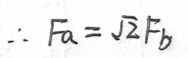 ∴ Fa = √2 Fb